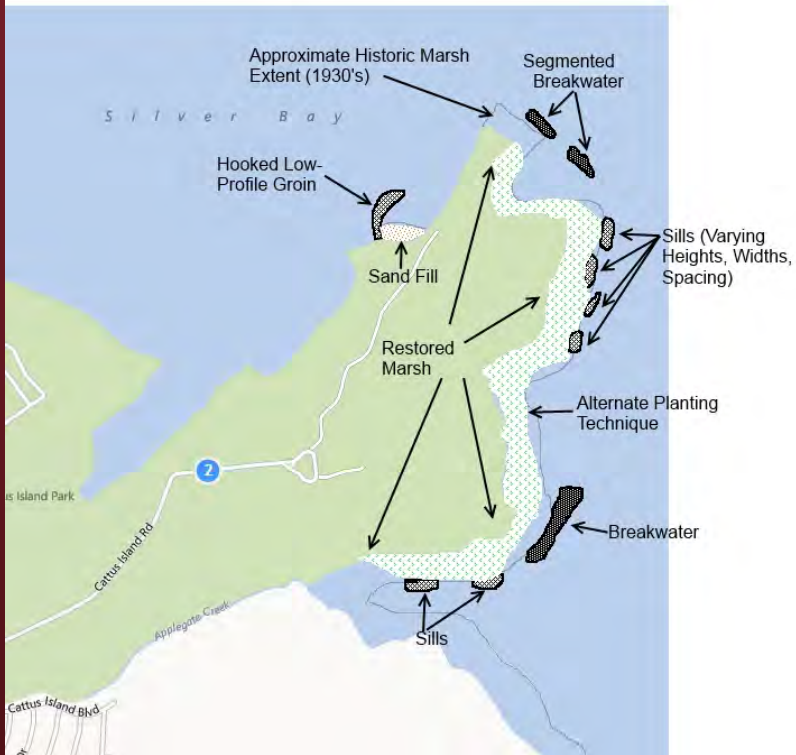 Approximate Historic Marsh
Extent (1930's)
Segmented
Breakwater
Silver Bay
Hooked Low-
Profile Groin
Sand Fill
Sills (Varying
Heights, Widths,
Spacing)
Restored
Marsh
Alternate Planting
Technique
2
us Island Park
Breakwater
Cattus Island Rd
Applegate Creek
Sills
Cattus Island Blvd